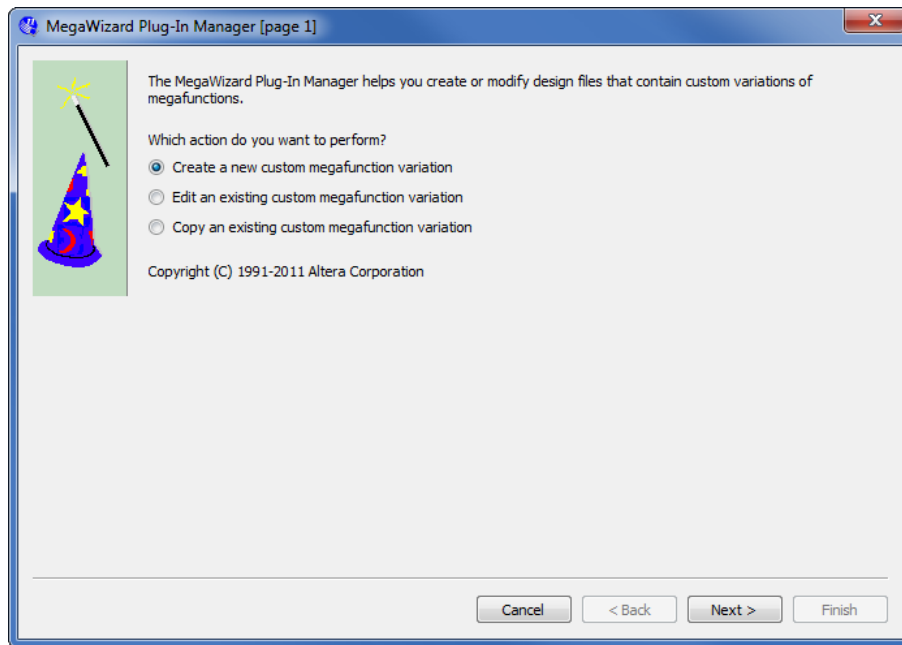 MegaWizard Plug-In Manager [page 1]
The MegaWizard Plug-In Manager helps you create or modify design files that contain custom variations of
megafunctions.
Which action do you want to perform?
Create a new custom megafunction variation
Edit an existing custom megafunction variation
Copy an existing custom megafunction variation
Copyright (C) 1991-2011 Altera Corporation
Cancel < Back Next > Finish